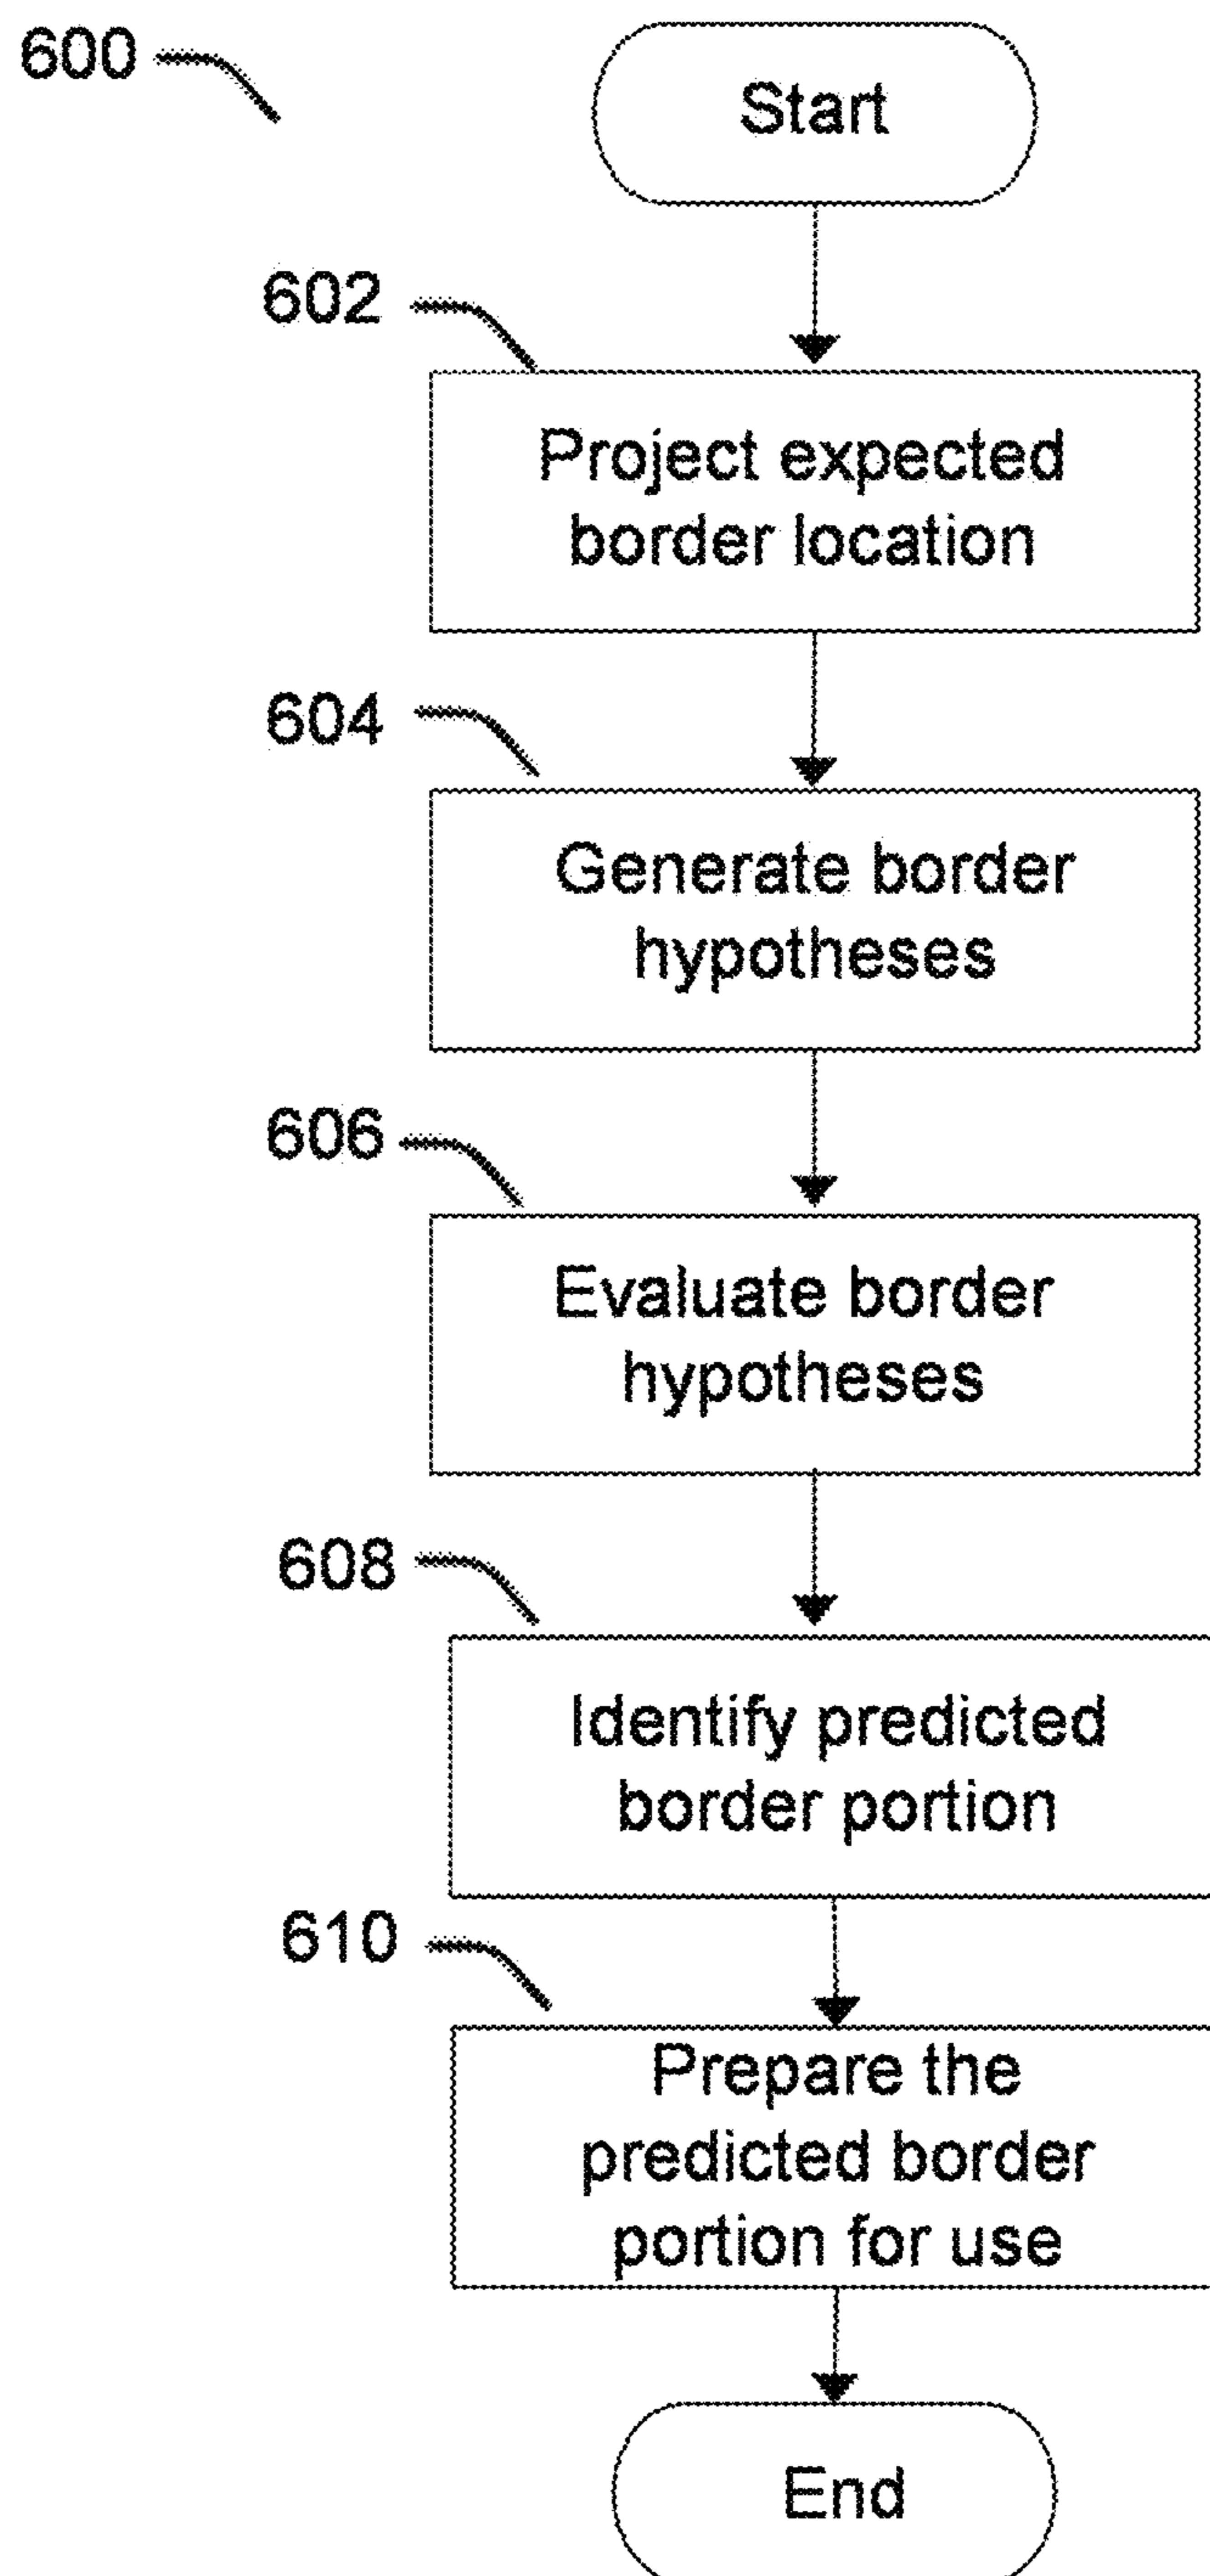 600
Start
602
Project expected
border location
604
Generate border
hypotheses
606
Evaluate border
hypotheses
608
Identify predicted
border portion
610
Prepare the
predicted border
portion for use
End